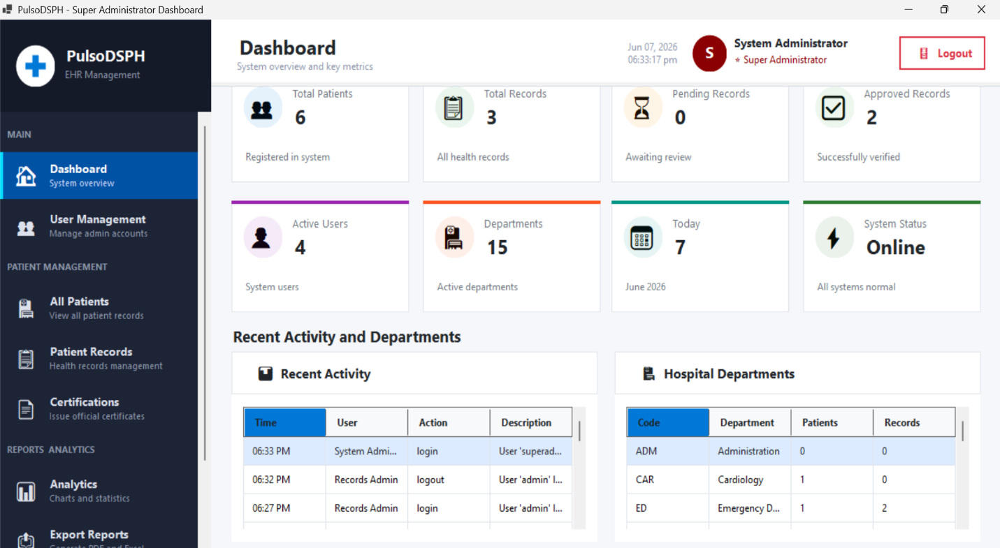 PulsoDSPH - Super Administrator Dashboard
PulsoDSPH
EHR Management
MAIN
Dashboard
System overview
User Management
Manage admin accounts
PATIENT MANAGEMENT
All Patients
View all patient records
Patient Records
Health records management
Certifications
Issue official certificates
REPORTS ANALYTICS
Analytics
Charts and statistics
Export Reports
Generate PDF and Excel
Dashboard
System overview and key metrics
Jun 07, 2026
06:33:17 pm
S
System Administrator
Super Administrator
Logout
Total Patients
6
Registered in system
Total Records
3
All health records
Pending Records
0
Awaiting review
Approved Records
2
Successfully verified
Active Users
4
System users
Departments
15
Active departments
Today
7
June 2026
System Status
Online
All systems normal
Recent Activity and Departments
Recent Activity
Time User Action Description
06:33 PM System Admi... login User 'superad...
06:32 PM Records Admin logout User 'admin' l...
06:27 PM Records Admin login User 'admin' l...
Hospital Departments
Code Department Patients Records
ADM Administration 0 0
CAR Cardiology 1 0
ED Emergency D... 1 2